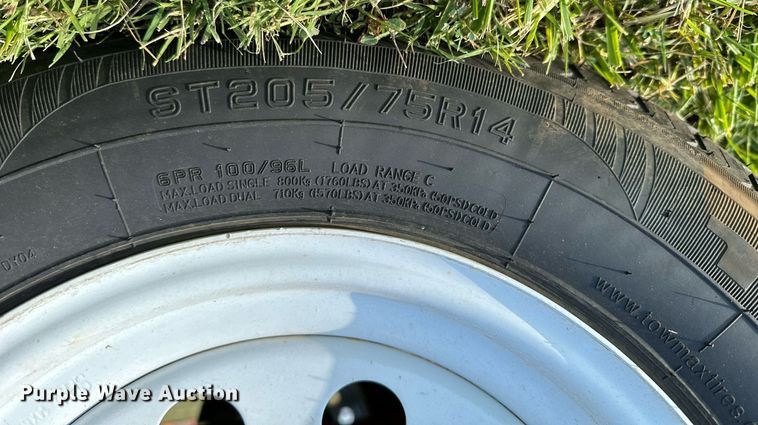 ST205/75R14
6PR 100/96L LOAD RANGE C
MAX.LOAD SINGLE 800KG (1760LBS) AT 350KPa (50PSI)COLD
MAX.LOAD DUAL 710KG (1570LBS) AT 350KPa (50PSI)COLD
DY04
www.towmaxtires.c
Purple Wave Auction